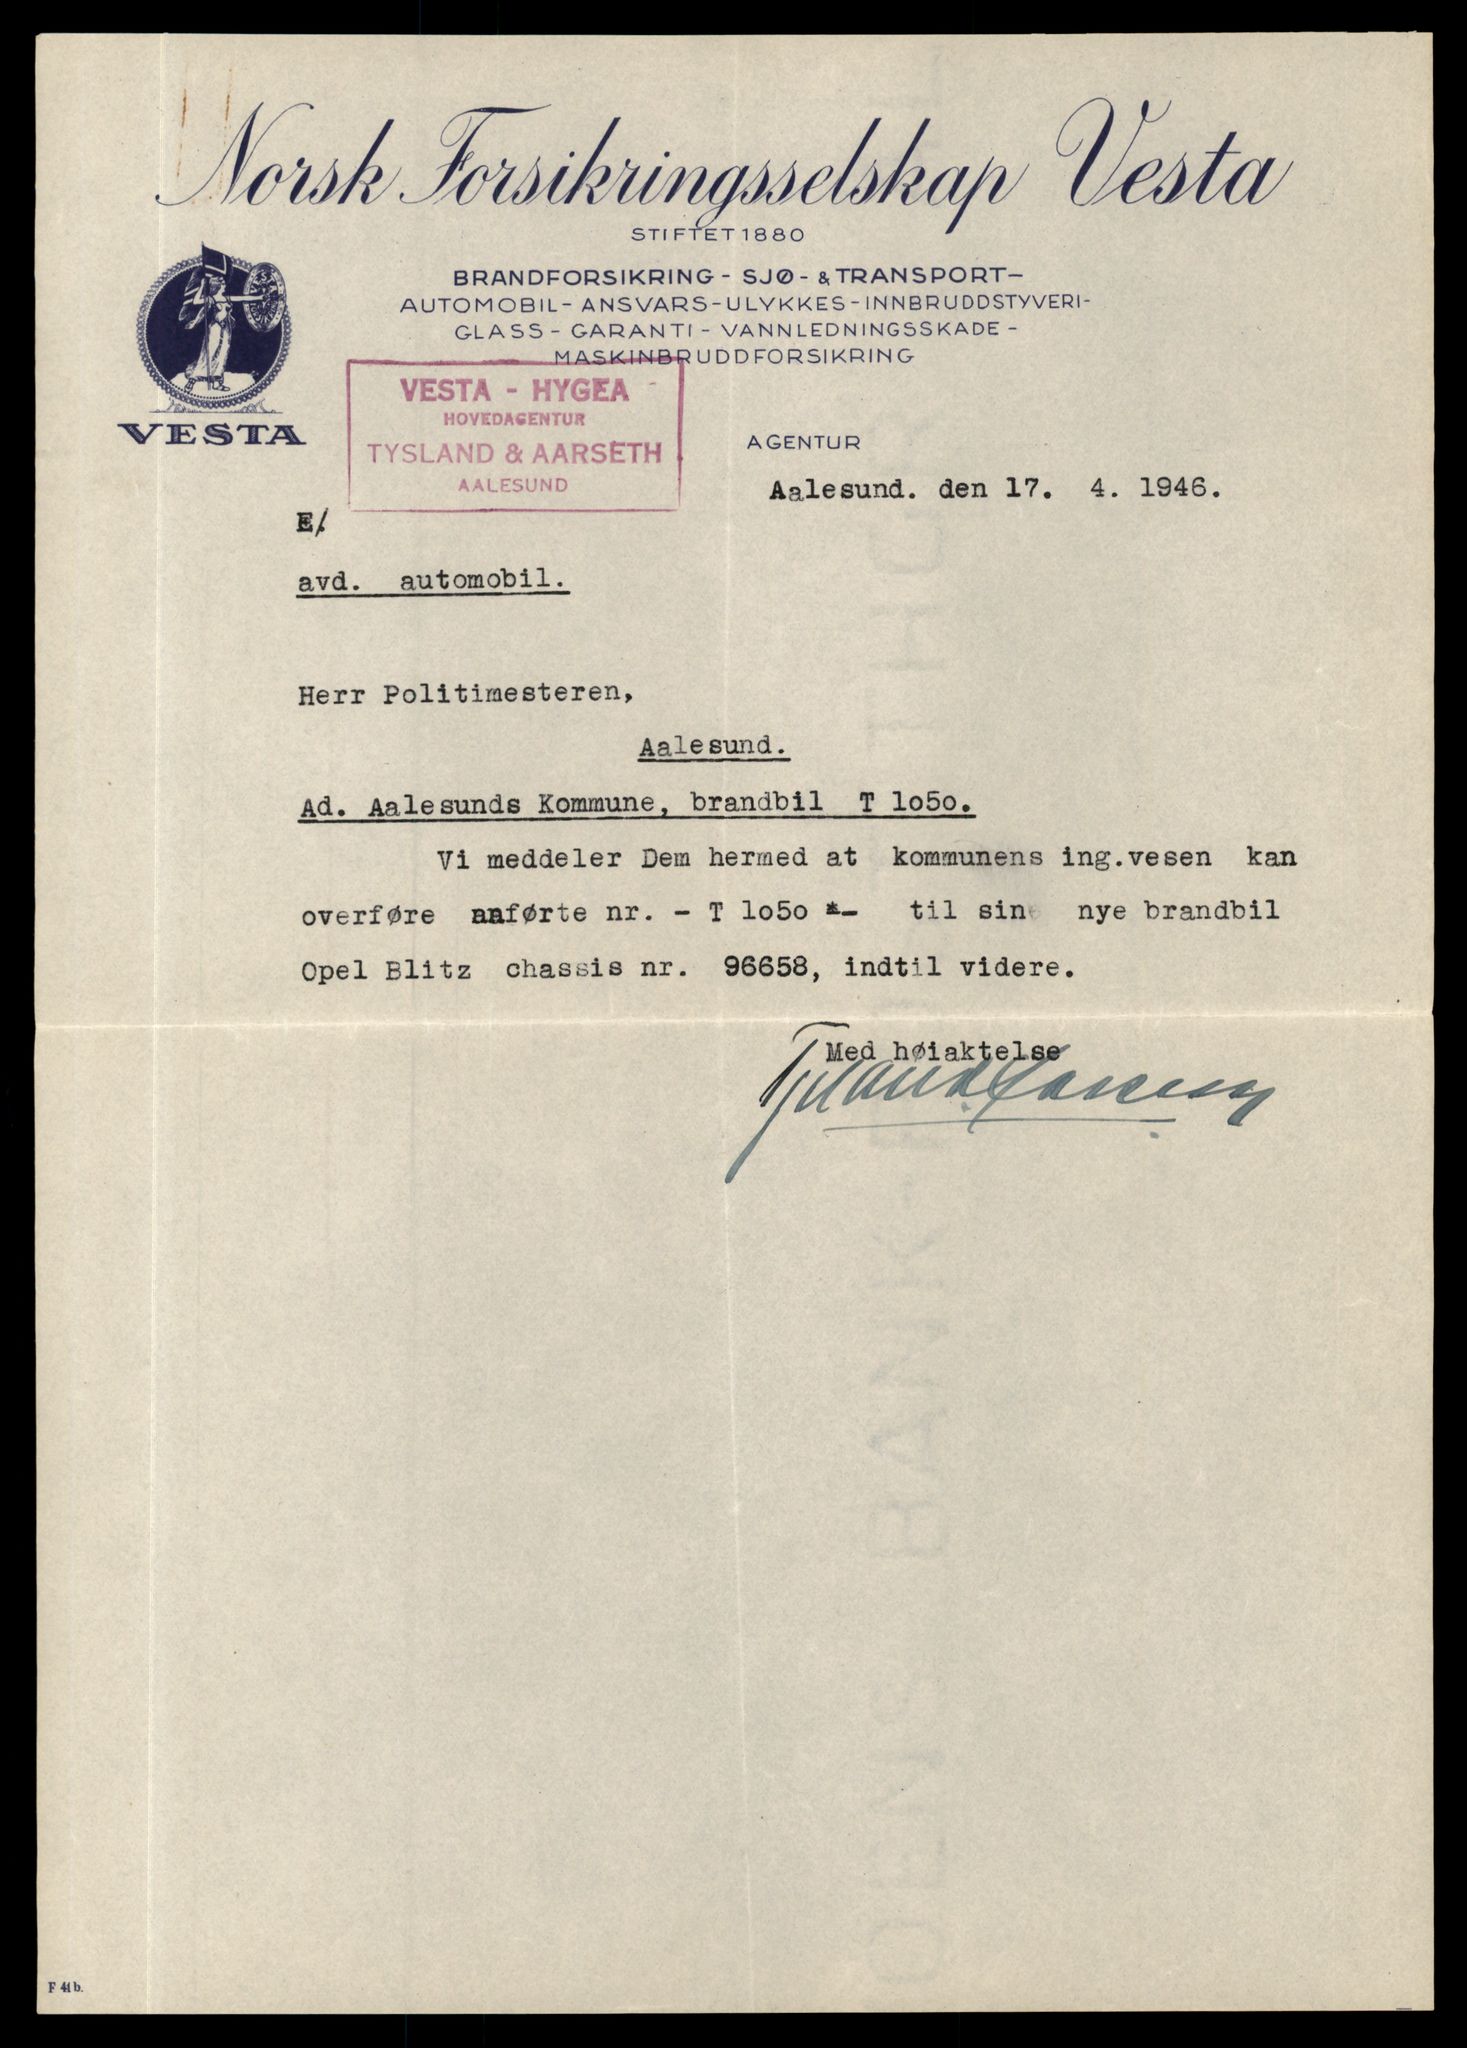 Norsk Forsikringsselskap Vesta
STIFTET 1880
BRANDFORSIKRING - SJØ- & TRANSPORT-
AUTOMOBIL - ANSVARS - ULYKKES - INNBRUDDSTYVERI-
GLASS - GARANTI - VANNLEDNINGSSKADE -
MASKINBRUDDFORSIKRING
VESTA
VESTA - HYGEA
HOVEDAGENTUR
TYSLAND & AARSETH
AALESUND
AGENTUR
Aalesund. den 17. 4. 1946.
E/.
avd. automobil.
Herr Politimesteren,
Aalesund.
Ad. Aalesunds Kommune, brandbil T 1o5o.
Vi meddeler Dem hermed at kommunens ing.vesen kan
overføre anførte nr. - T 1o5o - til sin nye brandbil
Opel Blitz chassis nr. 96658, indtil videre.
Med høiaktelse
F 41 b.